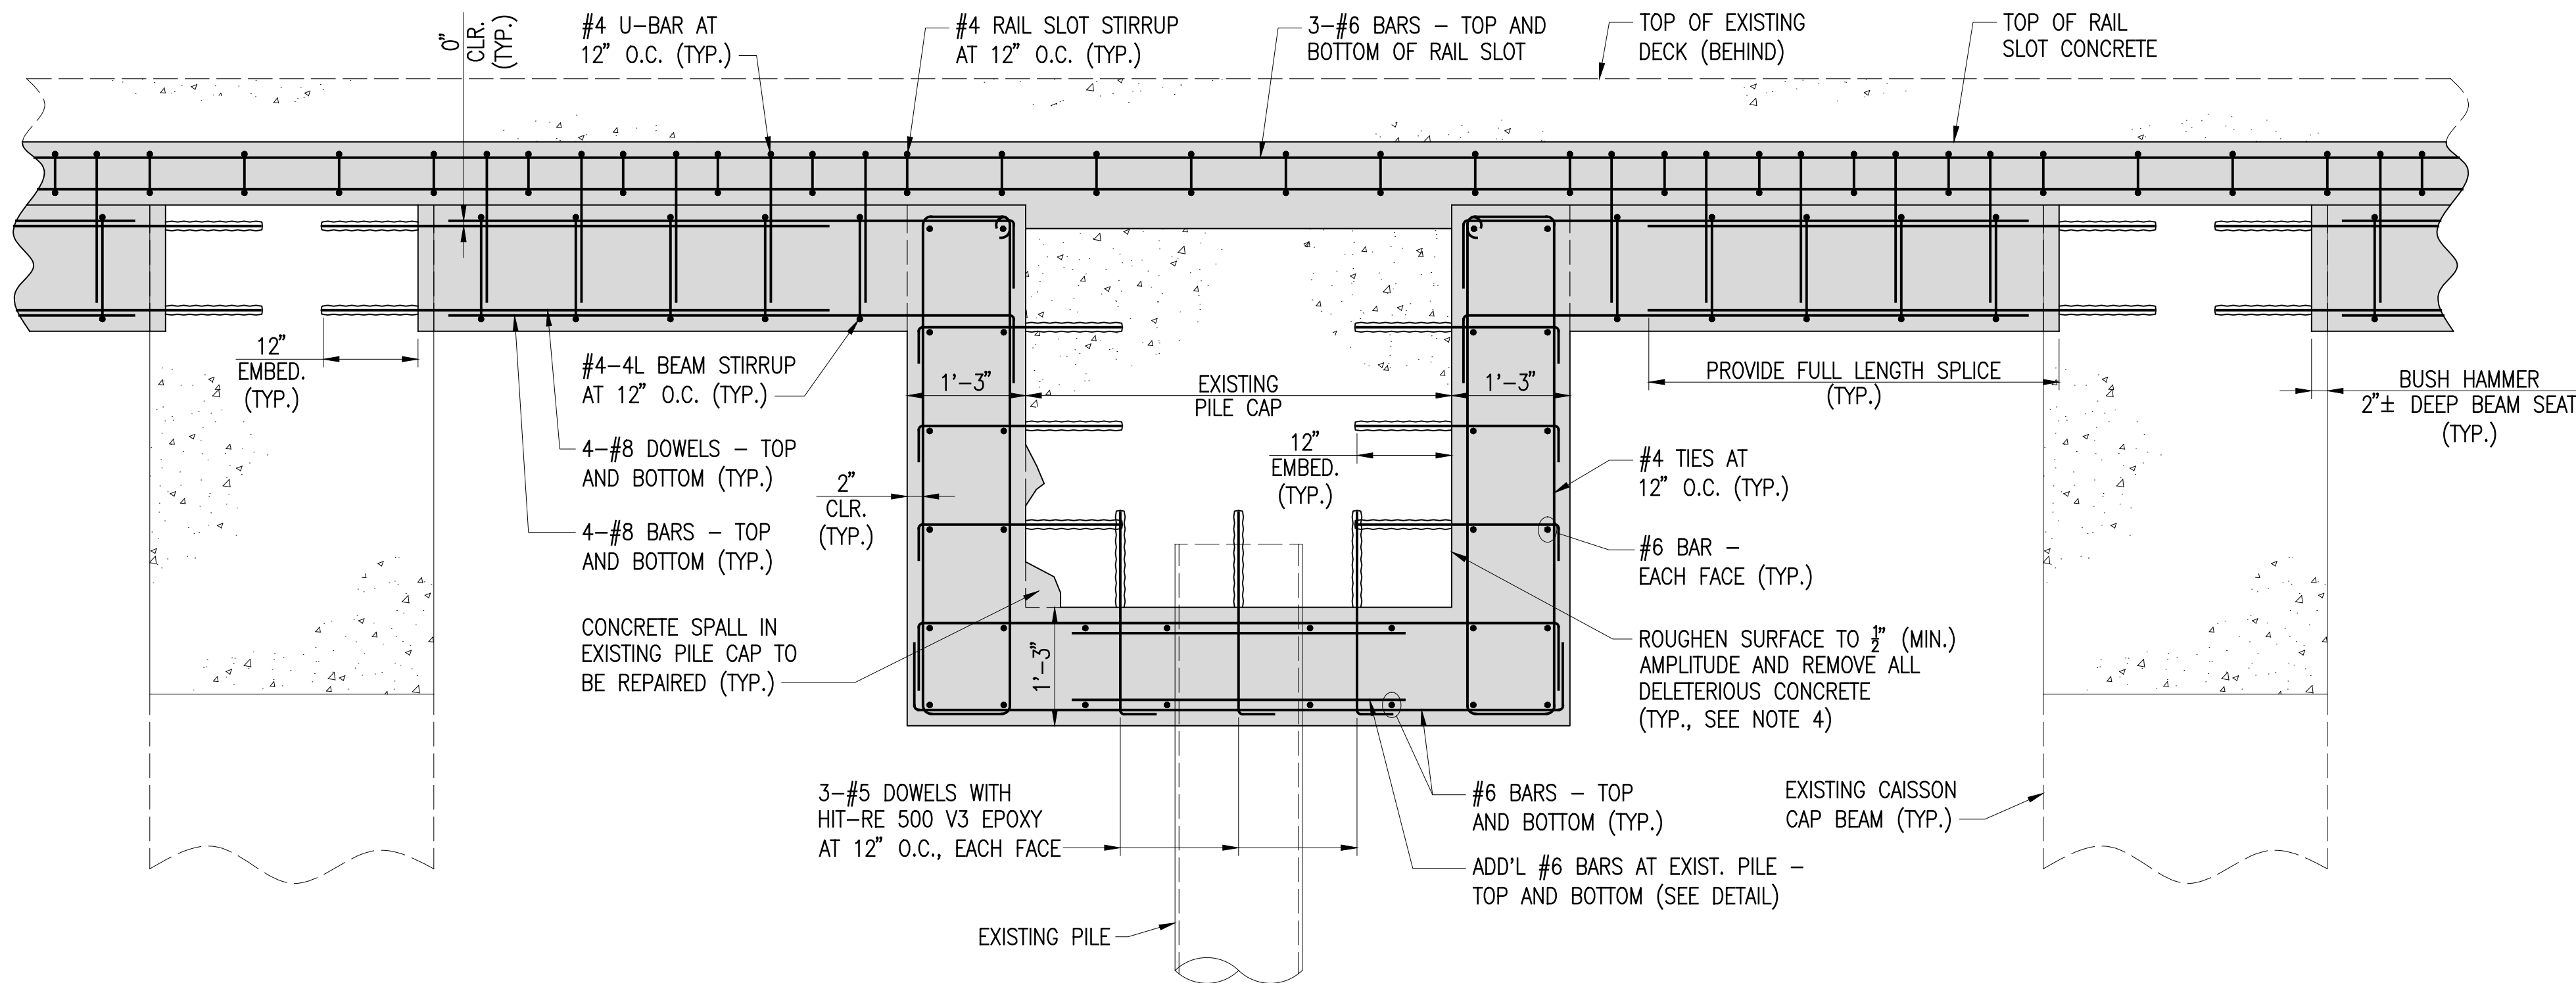 0"
CLR.
(TYP.)
#4 U-BAR AT
12" O.C. (TYP.)
#4 RAIL SLOT STIRRUP
AT 12" O.C. (TYP.)
3-#6 BARS - TOP AND
BOTTOM OF RAIL SLOT
TOP OF EXISTING
DECK (BEHIND)
TOP OF RAIL
SLOT CONCRETE
12"
EMBED.
(TYP.)
#4-4L BEAM STIRRUP
AT 12" O.C. (TYP.)
1'-3"
EXISTING
PILE CAP
1'-3"
PROVIDE FULL LENGTH SPLICE
(TYP.)
BUSH HAMMER
2"± DEEP BEAM SEAT
(TYP.)
4-#8 DOWELS - TOP
AND BOTTOM (TYP.)
2"
CLR.
(TYP.)
12"
EMBED.
(TYP.)
#4 TIES AT
12" O.C. (TYP.)
4-#8 BARS - TOP
AND BOTTOM (TYP.)
#6 BAR -
EACH FACE (TYP.)
CONCRETE SPALL IN
EXISTING PILE CAP TO
BE REPAIRED (TYP.)
1'-3"
ROUGHEN SURFACE TO ½" (MIN.)
AMPLITUDE AND REMOVE ALL
DELETERIOUS CONCRETE
(TYP., SEE NOTE 4)
3-#5 DOWELS WITH
HIT-RE 500 V3 EPOXY
AT 12" O.C., EACH FACE
#6 BARS - TOP
AND BOTTOM (TYP.)
EXISTING CAISSON
CAP BEAM (TYP.)
ADD'L #6 BARS AT EXIST. PILE -
TOP AND BOTTOM (SEE DETAIL)
EXISTING PILE